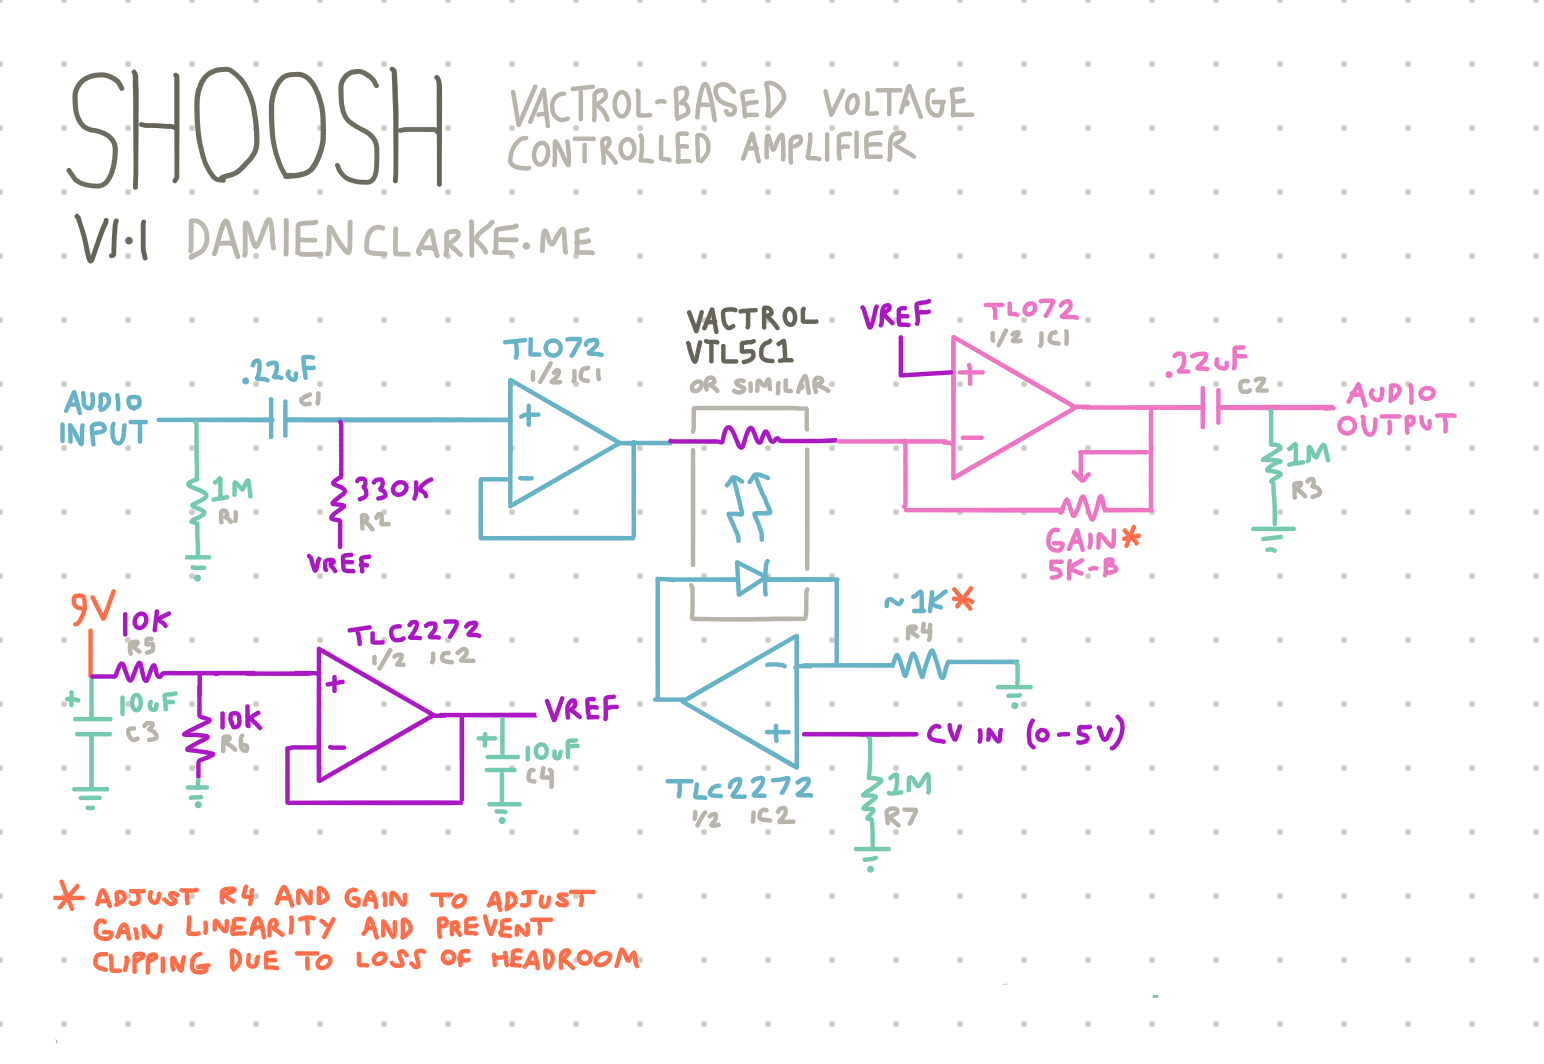 SHOOSH
VACTROL-BASED VOLTAGE
CONTROLLED AMPLIFIER
V1.1 DAMIENCLARKE.ME
AUDIO
INPUT
.22uF
C1
1M
R1
330K
R2
VREF
TL072
1/2 IC1
+
-
VACTROL
VTL5C1
OR SIMILAR
VREF
TL072
1/2 IC1
+
-
.22uF
C2
AUDIO
OUTPUT
1M
R3
GAIN*
5K-B
9V
10K
R5
+
10uF
C3
10K
R6
TLC2272
1/2 IC2
+
-
VREF
+
10uF
C4
~1K*
R4
-
+
CV IN (0-5V)
TLC2272
1/2 IC2
1M
R7
* ADJUST R4 AND GAIN TO ADJUST
GAIN LINEARITY AND PREVENT
CLIPPING DUE TO LOSS OF HEADROOM